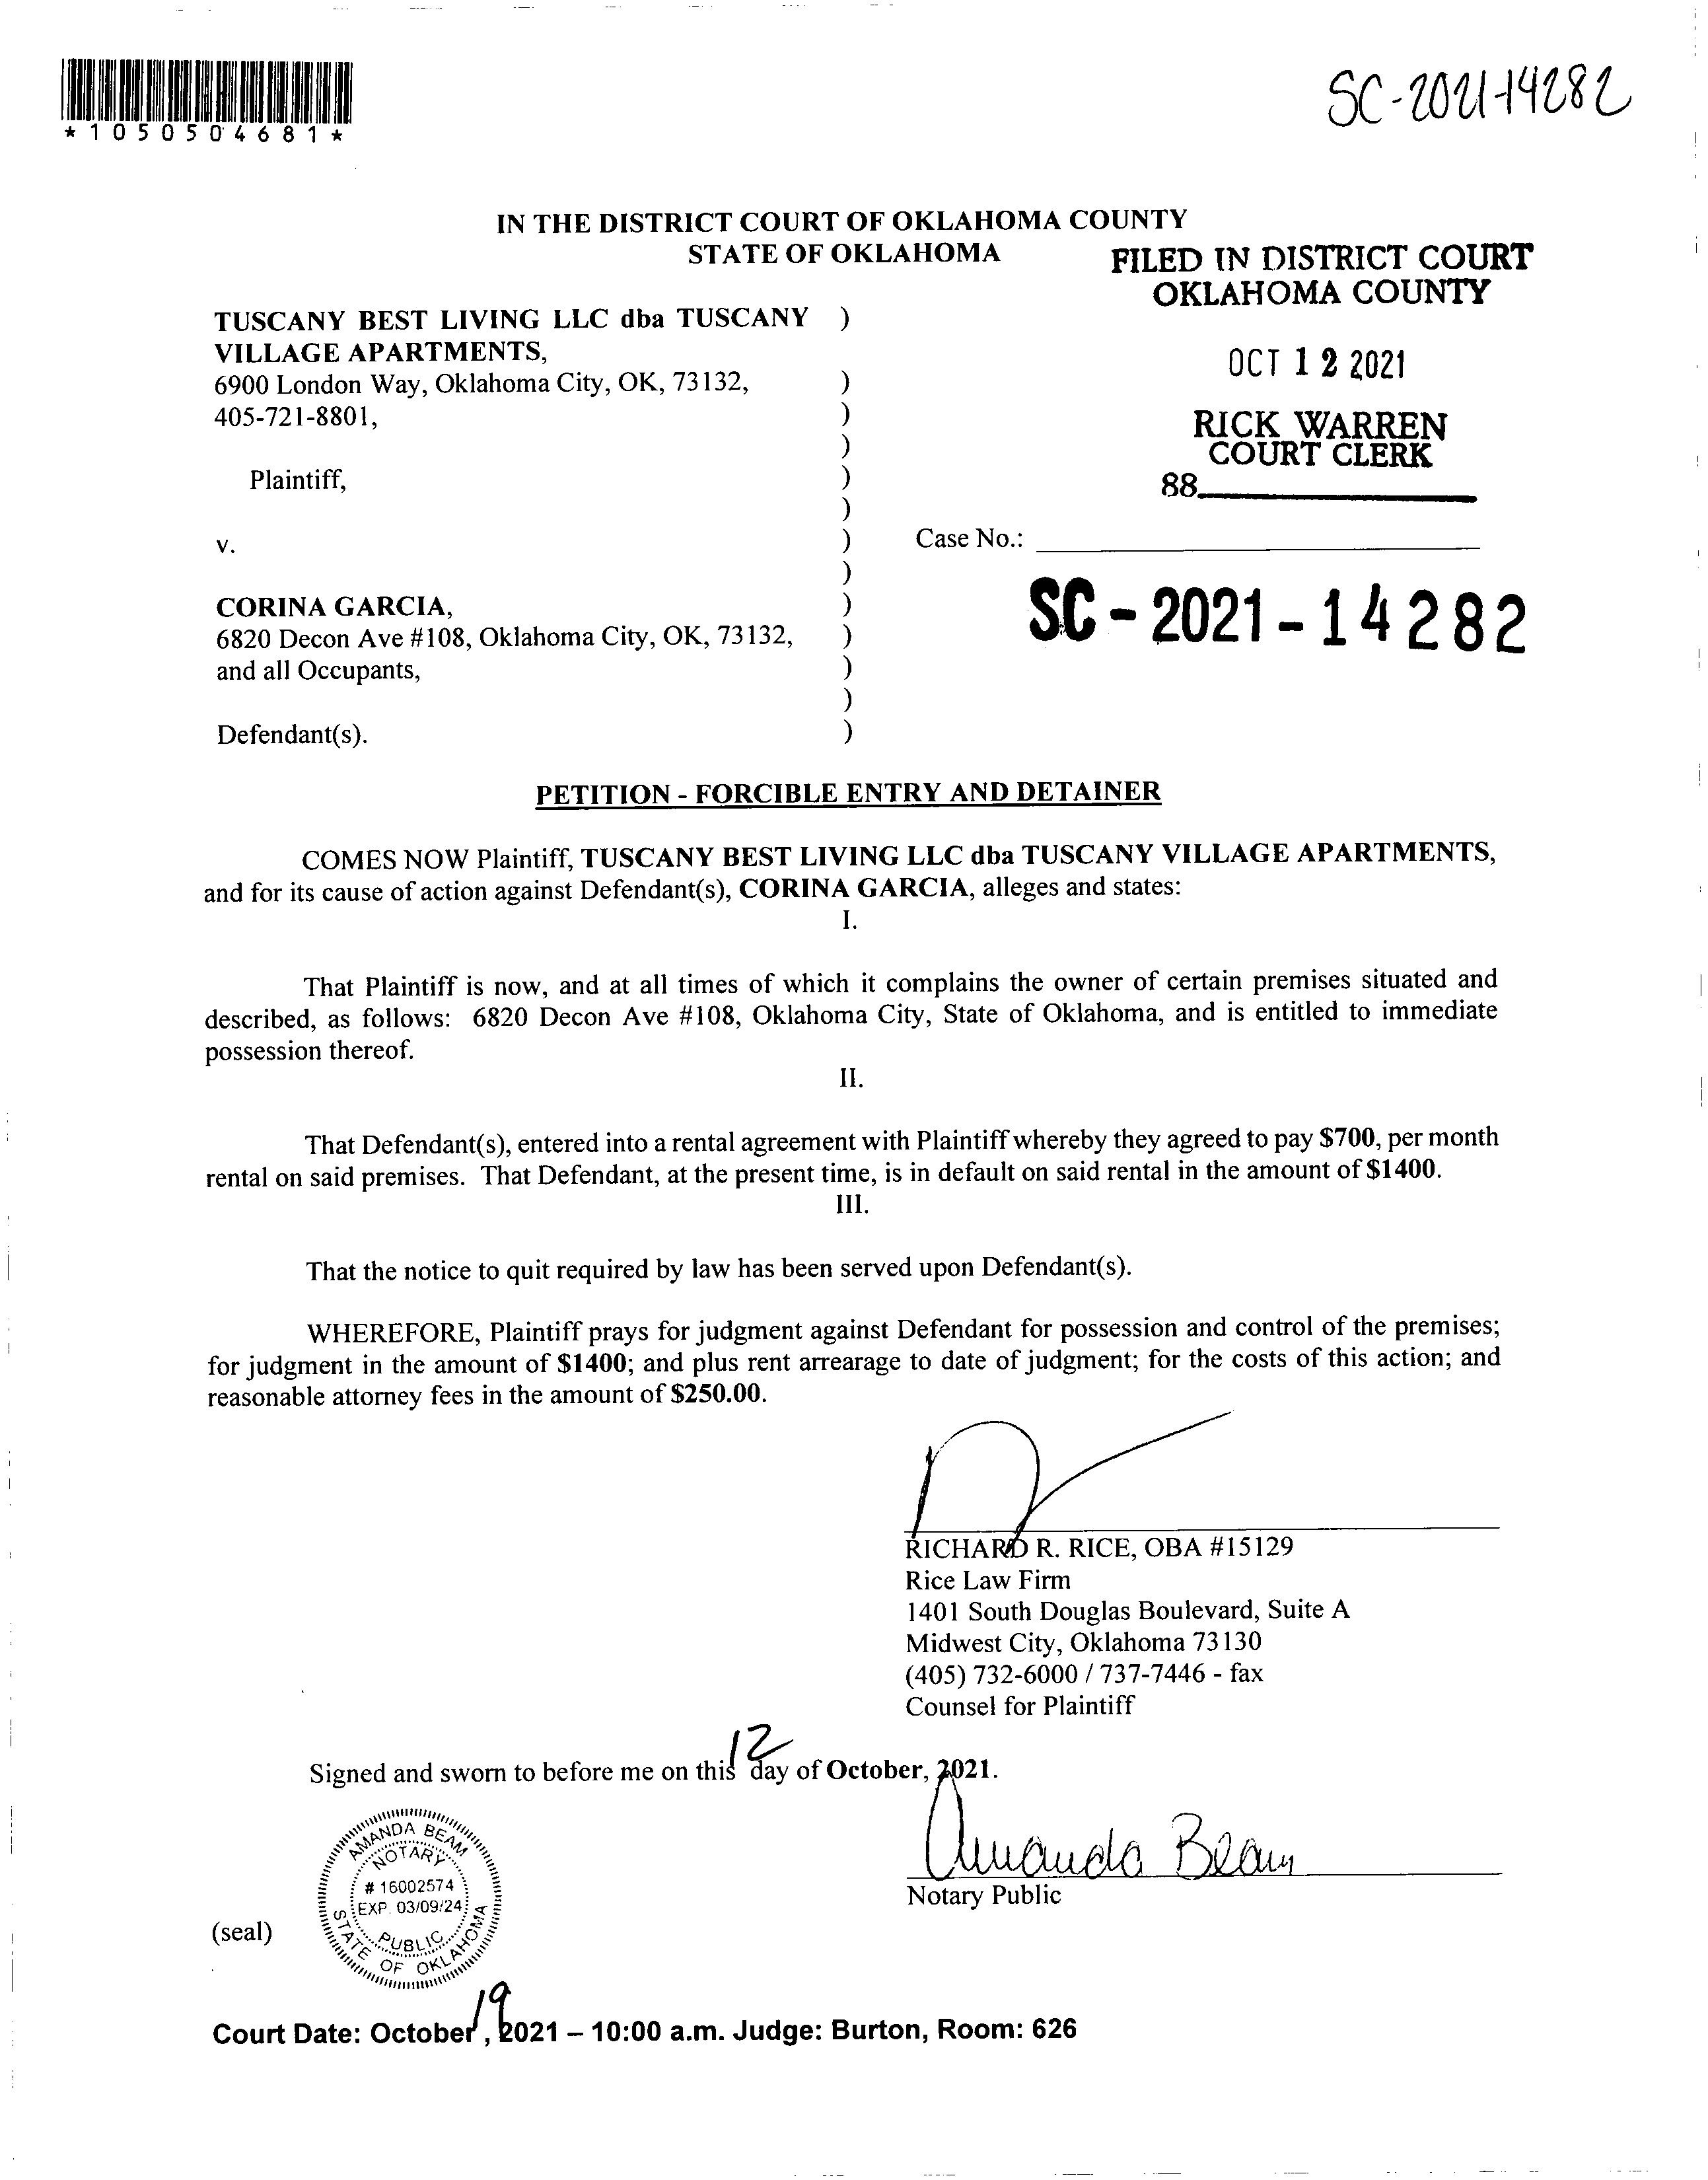 *1050504681*
SC-2021-14282
IN THE DISTRICT COURT OF OKLAHOMA COUNTY
STATE OF OKLAHOMA
FILED IN DISTRICT COURT
OKLAHOMA COUNTY
OCT 12 2021
RICK WARREN
COURT CLERK
88
TUSCANY BEST LIVING LLC dba TUSCANY )
VILLAGE APARTMENTS,
6900 London Way, Oklahoma City, OK, 73132, )
405-721-8801, )
)
Plaintiff, )
)
v. ) Case No.:
)
CORINA GARCIA, )
6820 Decon Ave #108, Oklahoma City, OK, 73132, )
and all Occupants, )
)
Defendant(s). )
SC-2021-14282
PETITION - FORCIBLE ENTRY AND DETAINER
COMES NOW Plaintiff, TUSCANY BEST LIVING LLC dba TUSCANY VILLAGE APARTMENTS,
and for its cause of action against Defendant(s), CORINA GARCIA, alleges and states:
I.
That Plaintiff is now, and at all times of which it complains the owner of certain premises situated and
described, as follows: 6820 Decon Ave #108, Oklahoma City, State of Oklahoma, and is entitled to immediate
possession thereof.
II.
That Defendant(s), entered into a rental agreement with Plaintiff whereby they agreed to pay $700, per month
rental on said premises. That Defendant, at the present time, is in default on said rental in the amount of $1400.
III.
That the notice to quit required by law has been served upon Defendant(s).
WHEREFORE, Plaintiff prays for judgment against Defendant for possession and control of the premises;
for judgment in the amount of $1400; and plus rent arrearage to date of judgment; for the costs of this action; and
reasonable attorney fees in the amount of $250.00.
RICHARD R. RICE, OBA #15129
Rice Law Firm
1401 South Douglas Boulevard, Suite A
Midwest City, Oklahoma 73130
(405) 732-6000 / 737-7446 - fax
Counsel for Plaintiff
Signed and sworn to before me on this 12 day of October, 2021.
Amanda Beam
Notary Public
AMANDA BEAM
NOTARY
# 16002574
EXP. 03/09/24
PUBLIC
STATE OF OKLAHOMA
(seal)
Court Date: October 19, 2021 – 10:00 a.m. Judge: Burton, Room: 626